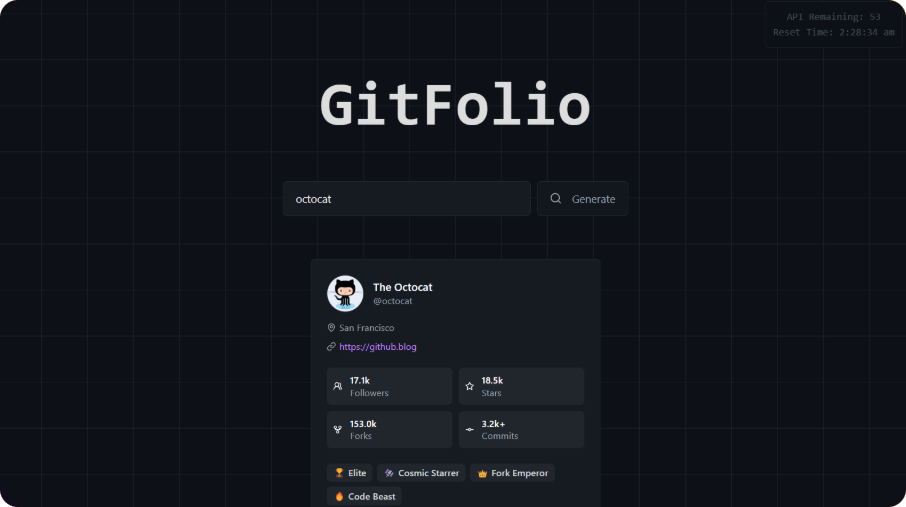 API Remaining: 53
Reset Time: 2:28:34 am
GitFolio
octocat
Generate
The Octocat
@octocat
San Francisco
https://github.blog
17.1k
Followers
18.5k
Stars
153.0k
Forks
3.2k+
Commits
Elite
Cosmic Starrer
Fork Emperor
Code Beast